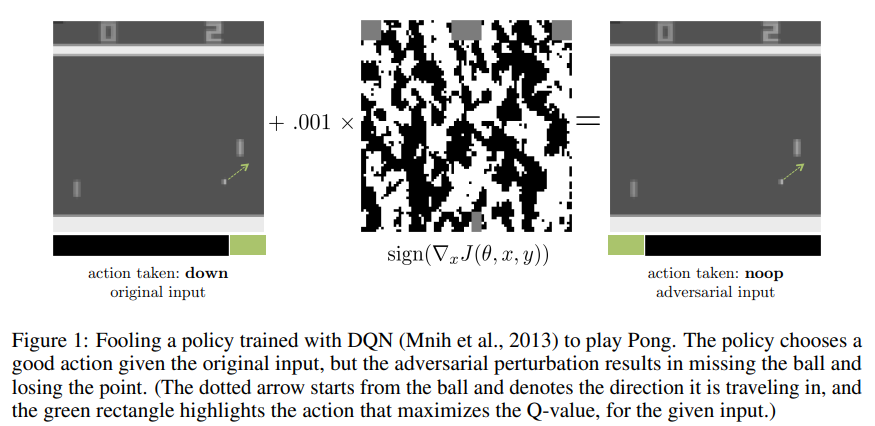 0 2
+ .001 ×
=
0 2
sign(∇ₓJ(θ, x, y))
action taken: down
original input
action taken: noop
adversarial input
Figure 1: Fooling a policy trained with DQN (Mnih et al., 2013) to play Pong. The policy chooses a
good action given the original input, but the adversarial perturbation results in missing the ball and
losing the point. (The dotted arrow starts from the ball and denotes the direction it is traveling in, and
the green rectangle highlights the action that maximizes the Q-value, for the given input.)